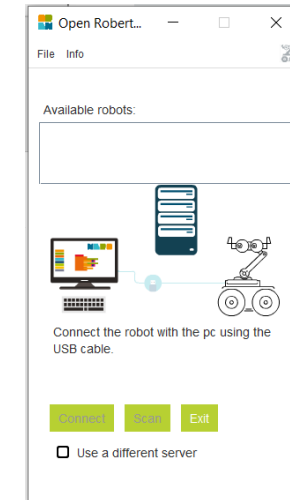 Open Robert...
File Info
Available robots:
Connect the robot with the pc using the
USB cable.
Connect Scan Exit
Use a different server